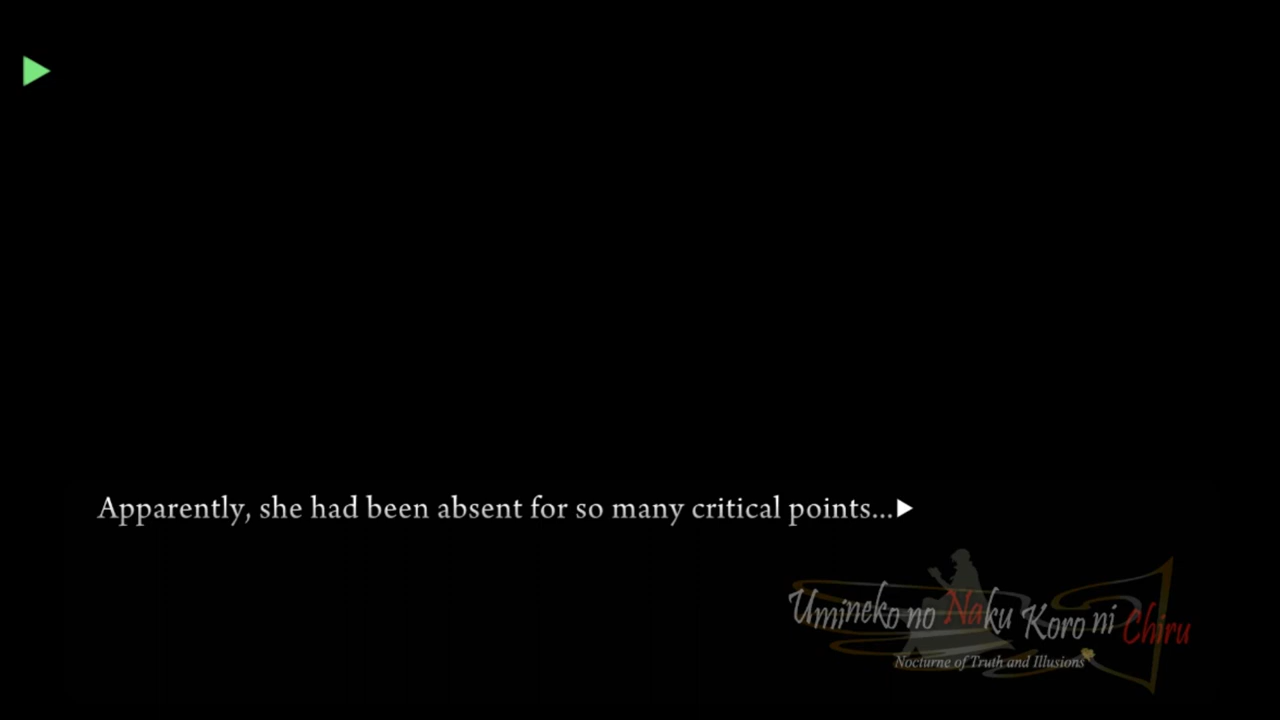 Apparently, she had been absent for so many critical points...
Umineko no Naku Koro ni Chiru
Nocturne of Truth and Illusions